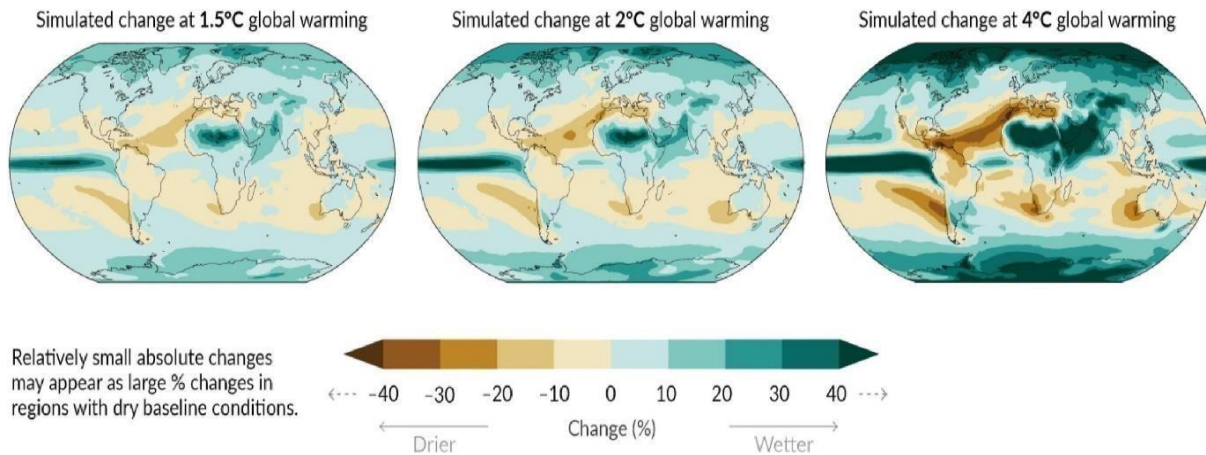 Simulated change at 1.5°C global warming
Simulated change at 2°C global warming
Simulated change at 4°C global warming
Relatively small absolute changes
may appear as large % changes in
regions with dry baseline conditions.
−40 −30 −20 −10 0 10 20 30 40
Change (%)
Drier
Wetter